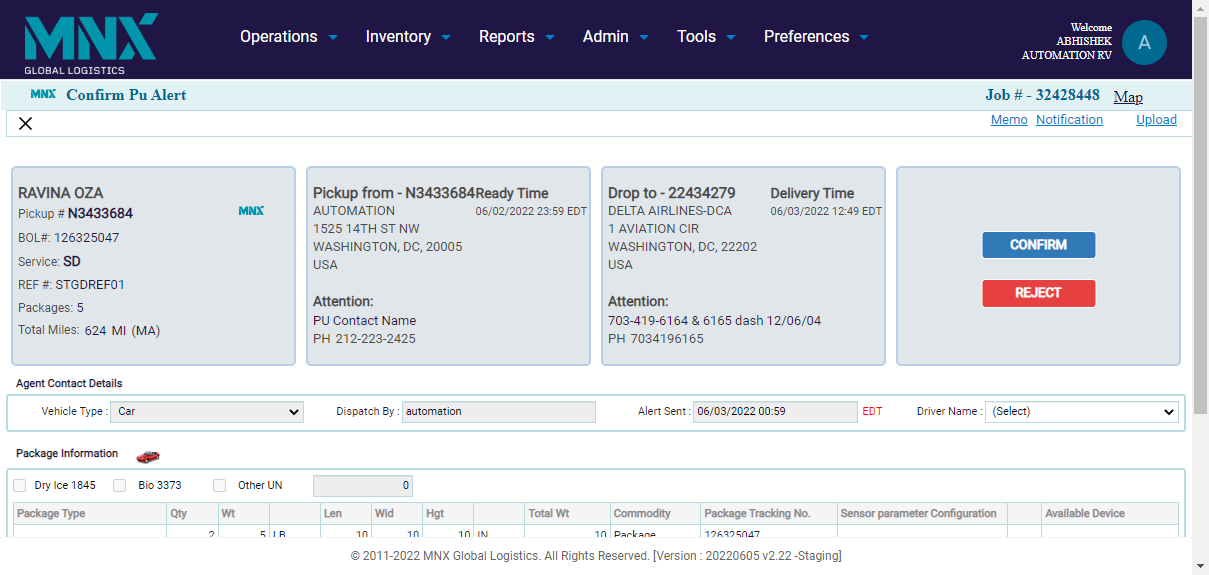 MNX
GLOBAL LOGISTICS
Operations Inventory Reports Admin Tools Preferences
Welcome
ABHISHEK
AUTOMATION RV
A
MNX Confirm Pu Alert
Job # - 32428448 Map
Memo Notification Upload
RAVINA OZA
Pickup # N3433684
MNX
BOL#: 126325047
Service: SD
REF #: STGDREF01
Packages: 5
Total Miles: 624 MI (MA)
Pickup from - N3433684 Ready Time
AUTOMATION 06/02/2022 23:59 EDT
1525 14TH ST NW
WASHINGTON, DC, 20005
USA
Attention:
PU Contact Name
PH 212-223-2425
Drop to - 22434279 Delivery Time
DELTA AIRLINES-DCA 06/03/2022 12:49 EDT
1 AVIATION CIR
WASHINGTON, DC, 22202
USA
Attention:
703-419-6164 & 6165 dash 12/06/04
PH 7034196165
CONFIRM
REJECT
Agent Contact Details
Vehicle Type : Car Dispatch By : automation Alert Sent : 06/03/2022 00:59 EDT Driver Name : (Select)
Package Information
Dry Ice 1845 Bio 3373 Other UN 0
Package Type Qty Wt Len Wid Hgt Total Wt Commodity Package Tracking No. Sensor parameter Configuration Available Device
2 5 LB 10 10 10 IN 10 Package 126325047
© 2011-2022 MNX Global Logistics. All Rights Reserved. [Version : 20220605 v2.22 -Staging]